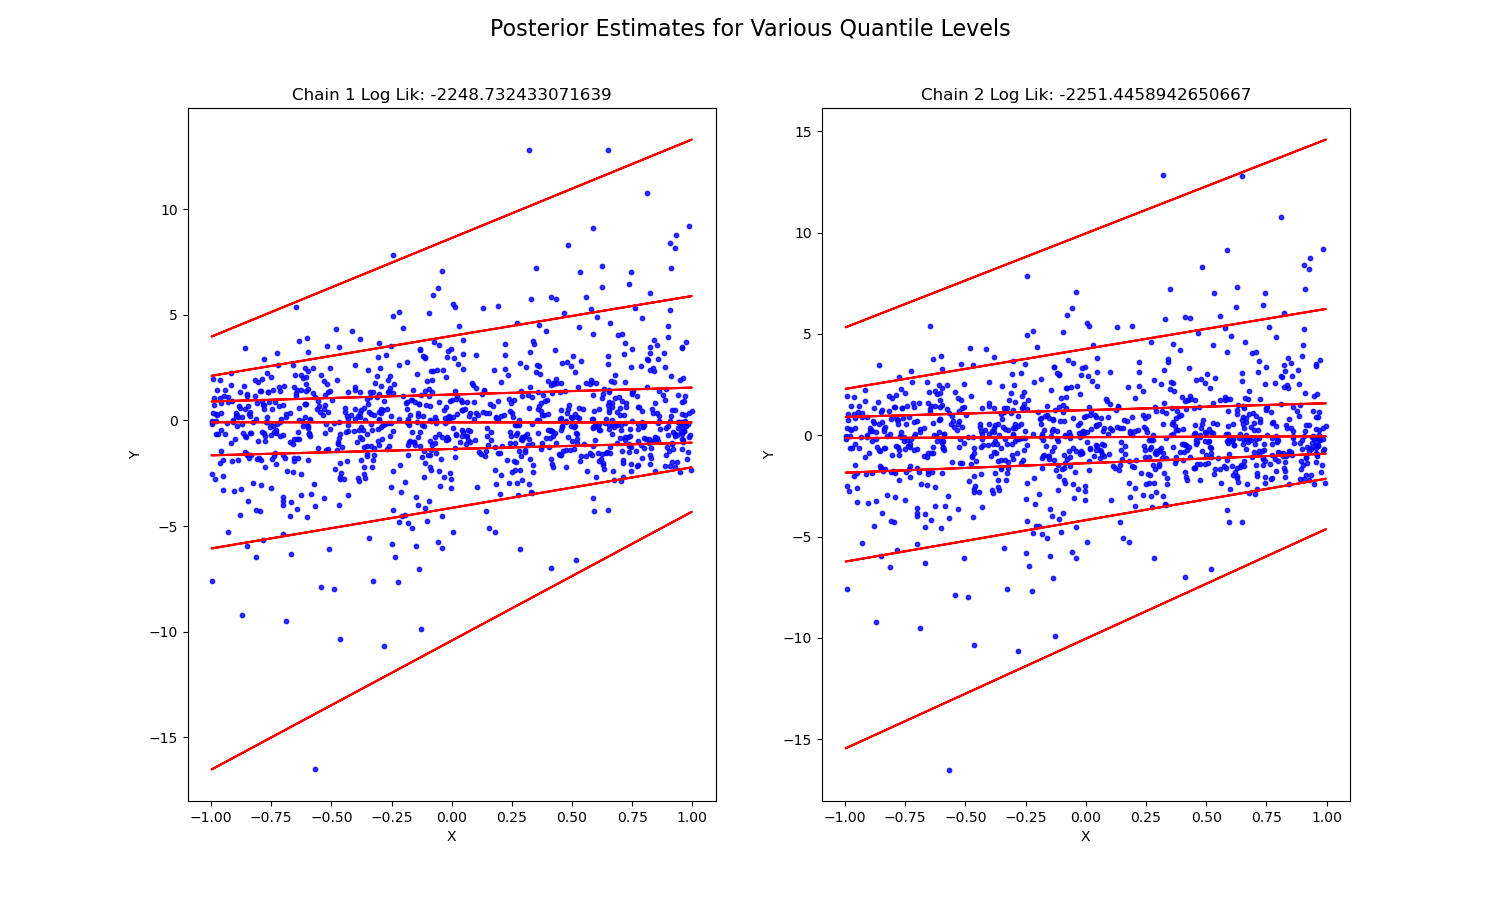 Posterior Estimates for Various Quantile Levels
Chain 1 Log Lik: -2248.732433071639
10
5
0
−5
−10
−15
Y
−1.00 −0.75 −0.50 −0.25 0.00 0.25 0.50 0.75 1.00
X
Chain 2 Log Lik: -2251.4458942650667
15
10
5
0
−5
−10
−15
Y
−1.00 −0.75 −0.50 −0.25 0.00 0.25 0.50 0.75 1.00
X